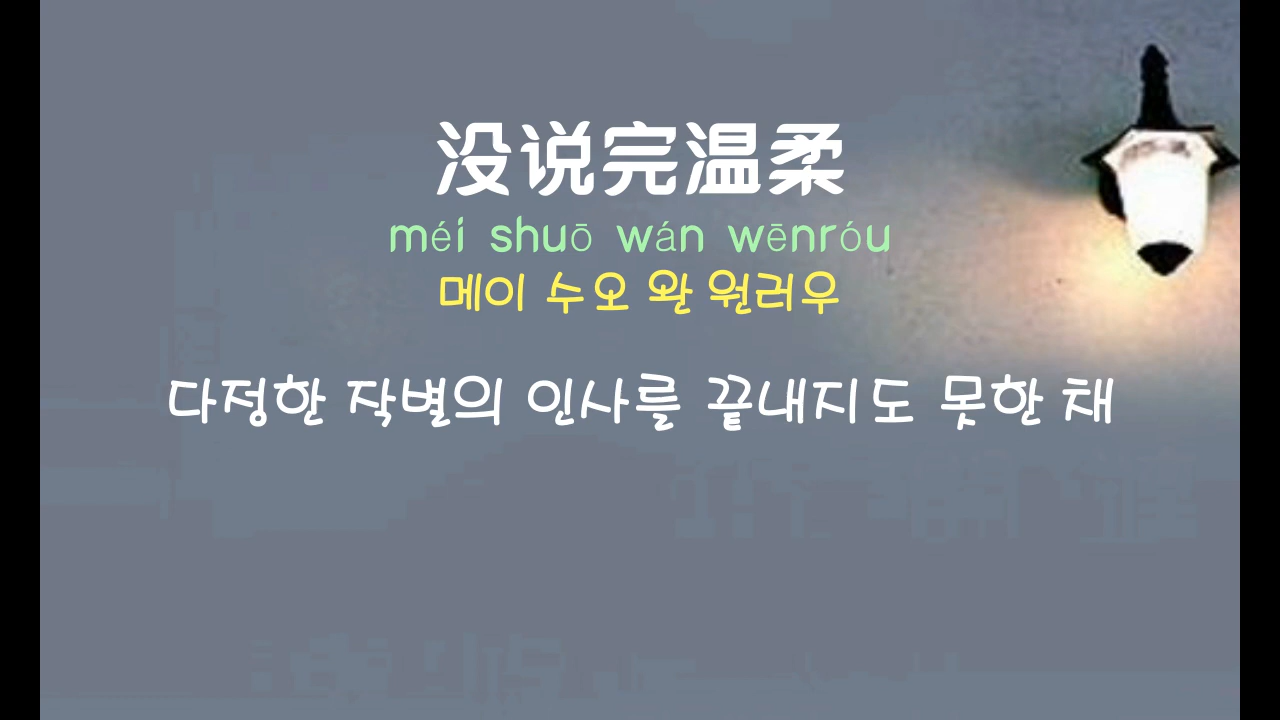 没说完温柔
méi shuō wán wēnróu
메이 수오 완 원러우
다정한 작별의 인사를 끝내지도 못한 채